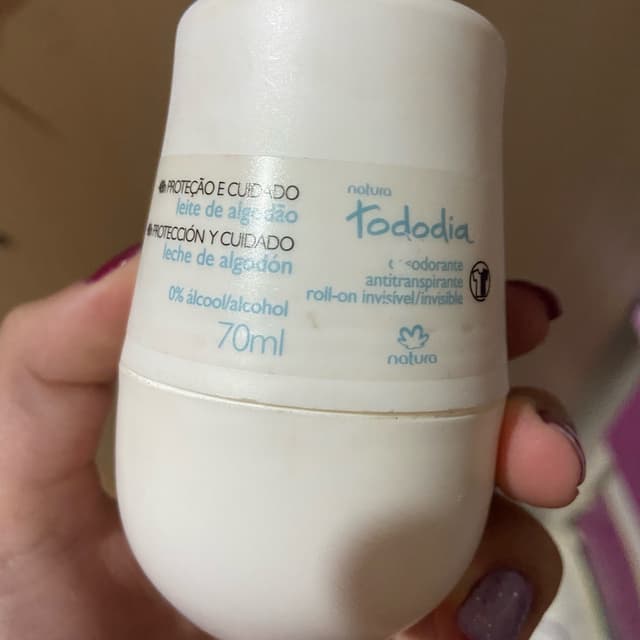 PROTEÇÃO E CUIDADO
leite de algodão
PROTECCIÓN Y CUIDADO
leche de algodón
0% álcool/alcohol
70ml
natura
tododia
antitranspirante
roll-on invisível/invisible
natura